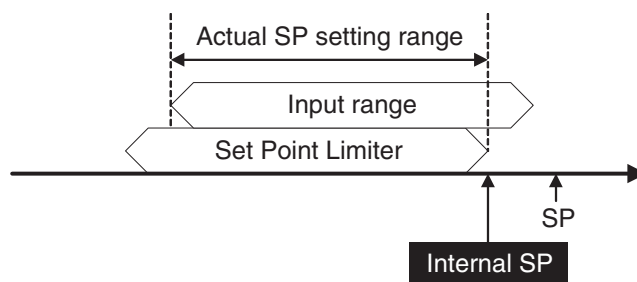 Actual SP setting range
Input range
Set Point Limiter
SP
Internal SP